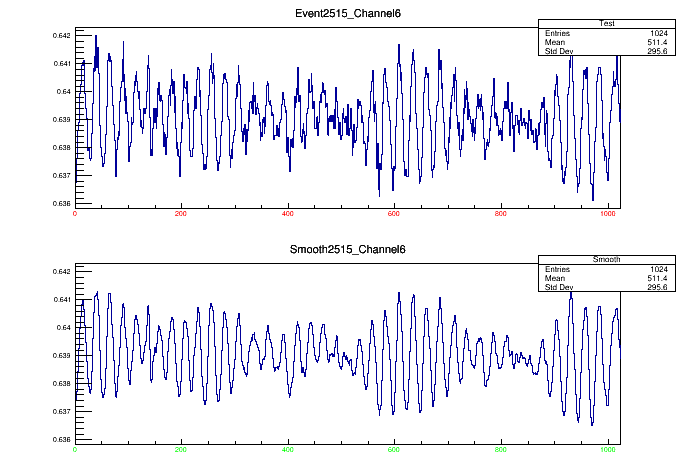 Event2515_Channel6
Test
Entries 1024
Mean 511.4
Std Dev 295.6
0.642
0.641
0.64
0.639
0.638
0.637
0.636
0 200 400 600 800 1000
Smooth2515_Channel6
Smooth
Entries 1024
Mean 511.4
Std Dev 295.6
0.642
0.641
0.64
0.639
0.638
0.637
0.636
0 200 400 600 800 1000